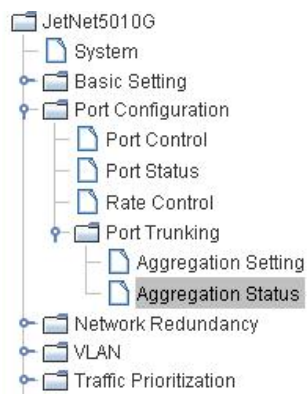 JetNet5010G
System
Basic Setting
Port Configuration
Port Control
Port Status
Rate Control
Port Trunking
Aggregation Setting
Aggregation Status
Network Redundancy
VLAN
Traffic Prioritization